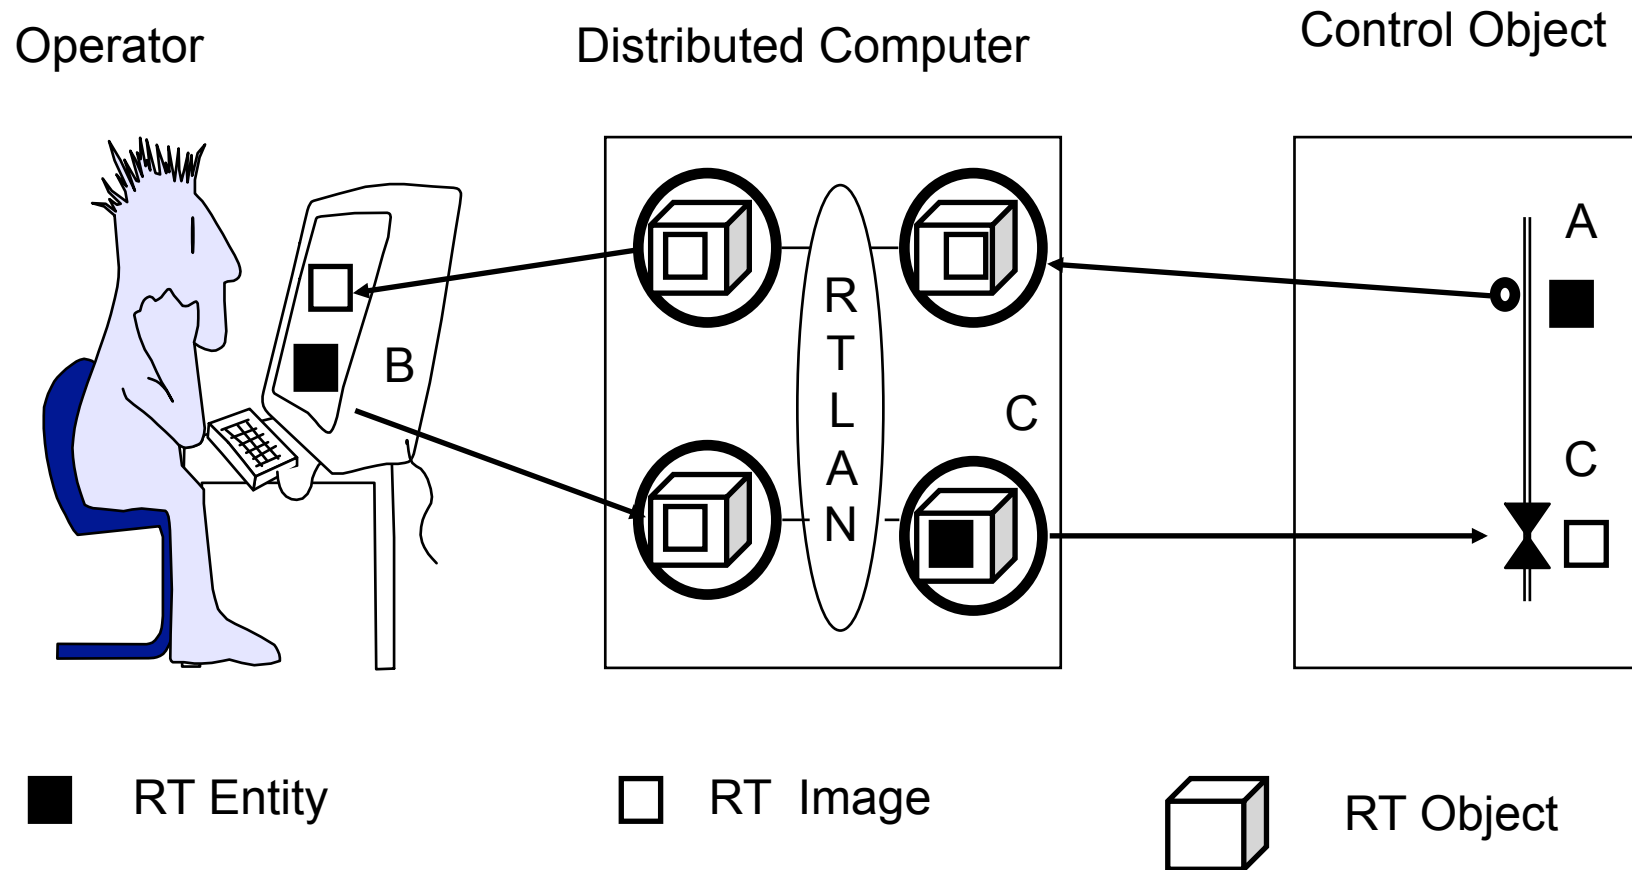 Operator
Distributed Computer
Control Object
A
B
R
T
L
A
N
C
C
RT Entity
RT Image
RT Object